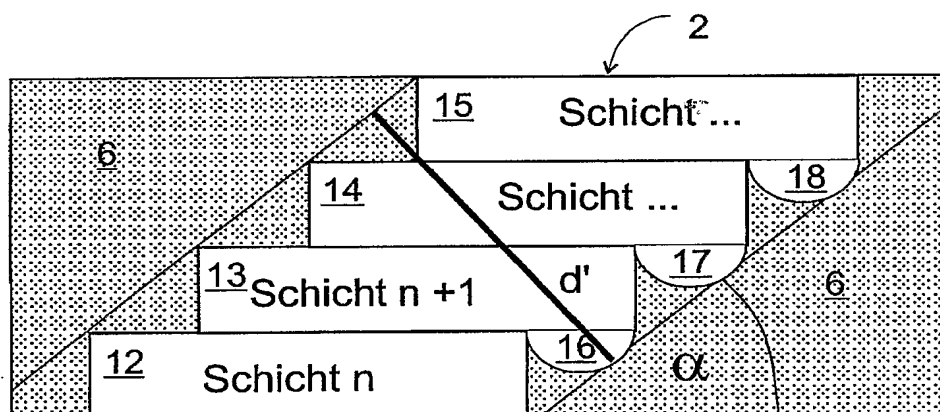 2
15 Schicht ...
6
14 Schicht ... 18
13 Schicht n +1 d' 17 6
12 Schicht n 16 α